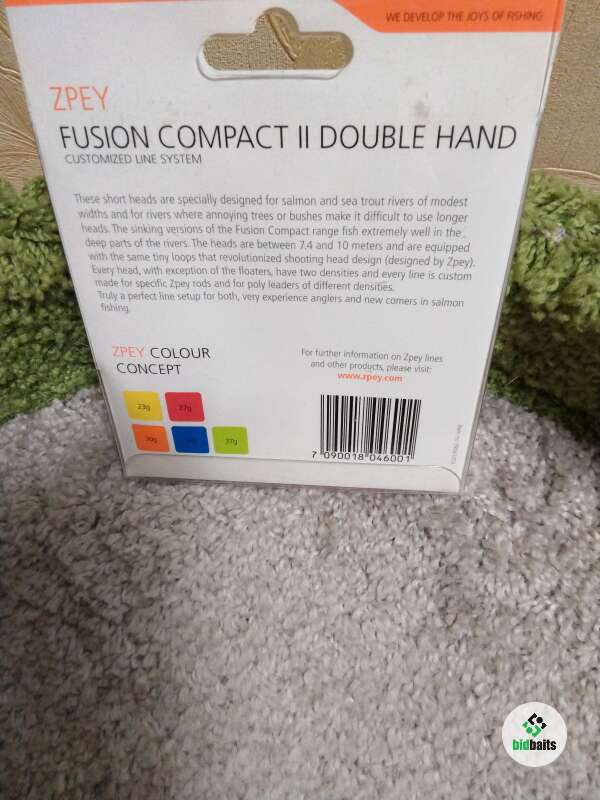 WE DEVELOP THE JOYS OF FISHING
ZPEY
FUSION COMPACT II DOUBLE HAND
CUSTOMIZED LINE SYSTEM
These short heads are specially designed for salmon and sea trout rivers of modest
widths and for rivers where annoying trees or bushes make it difficult to use longer
heads. The sinking versions of the Fusion Compact range fish extremely well in the
deep parts of the rivers. The heads are between 7.4 and 10 meters and are equipped
with the same tiny loops that revolutionized shooting head design (designed by Zpey).
Every head, with exception of the floaters, have two densities and every line is custom
made for specific Zpey rods and for poly leaders of different densities.
Truly a perfect line setup for both, very experience anglers and new comers in salmon
fishing.
ZPEY COLOUR
CONCEPT
23g
27g
30g
37g
For further information on Zpey lines
and other products, please visit:
www.zpey.com
7 090018 046001
bidbaits